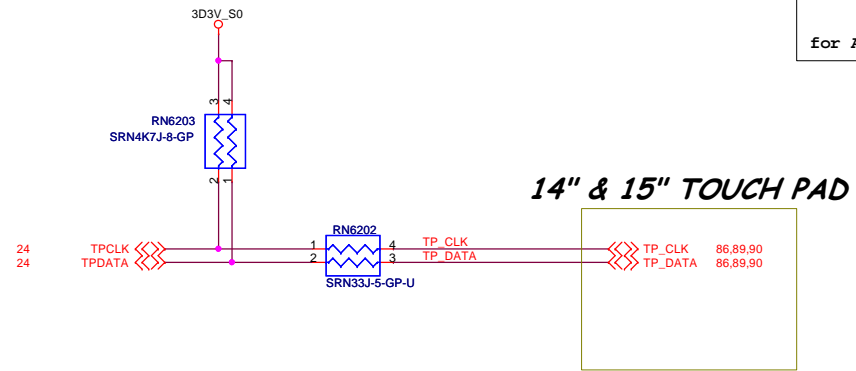 3D3V_S0
for A
3 4
RN6203
SRN4K7J-8-GP
2 1
14" & 15" TOUCH PAD
RN6202
24 TPCLK 1 4 TP_CLK TP_CLK 86,89,90
24 TPDATA 2 3 TP_DATA TP_DATA 86,89,90
SRN33J-5-GP-U